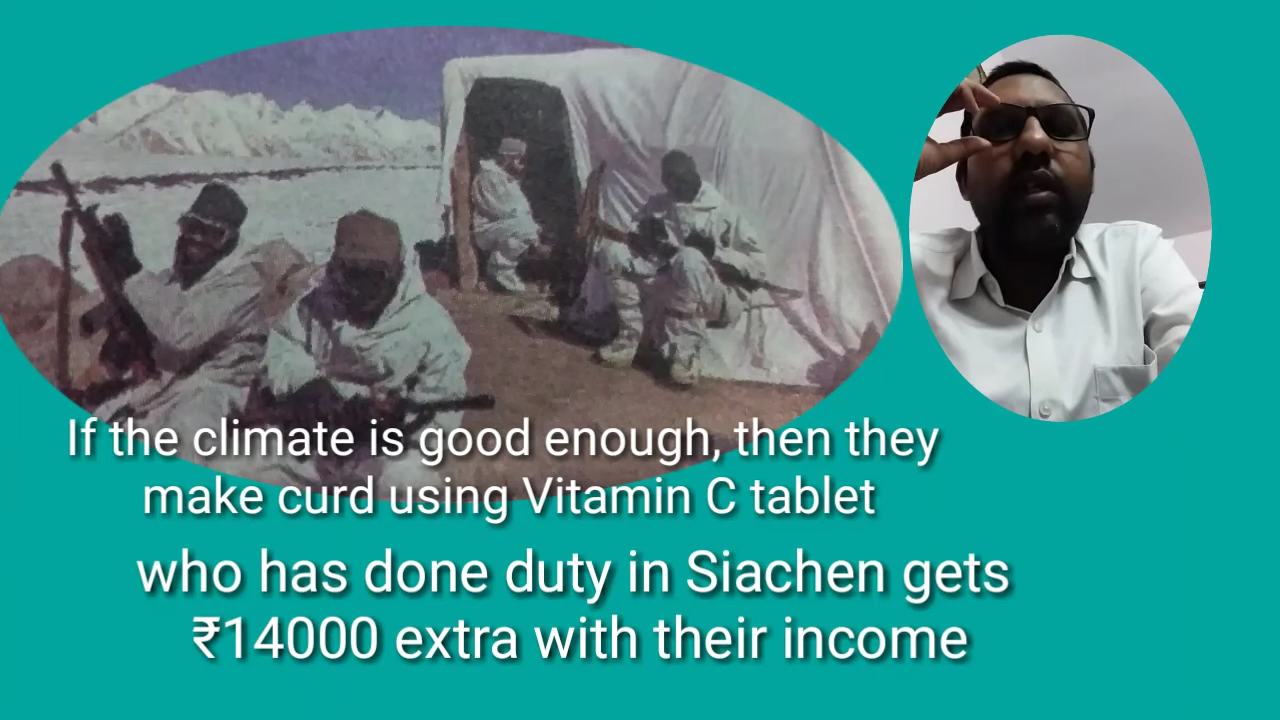 If the climate is good enough, then they
make curd using Vitamin C tablet
who has done duty in Siachen gets
₹14000 extra with their income